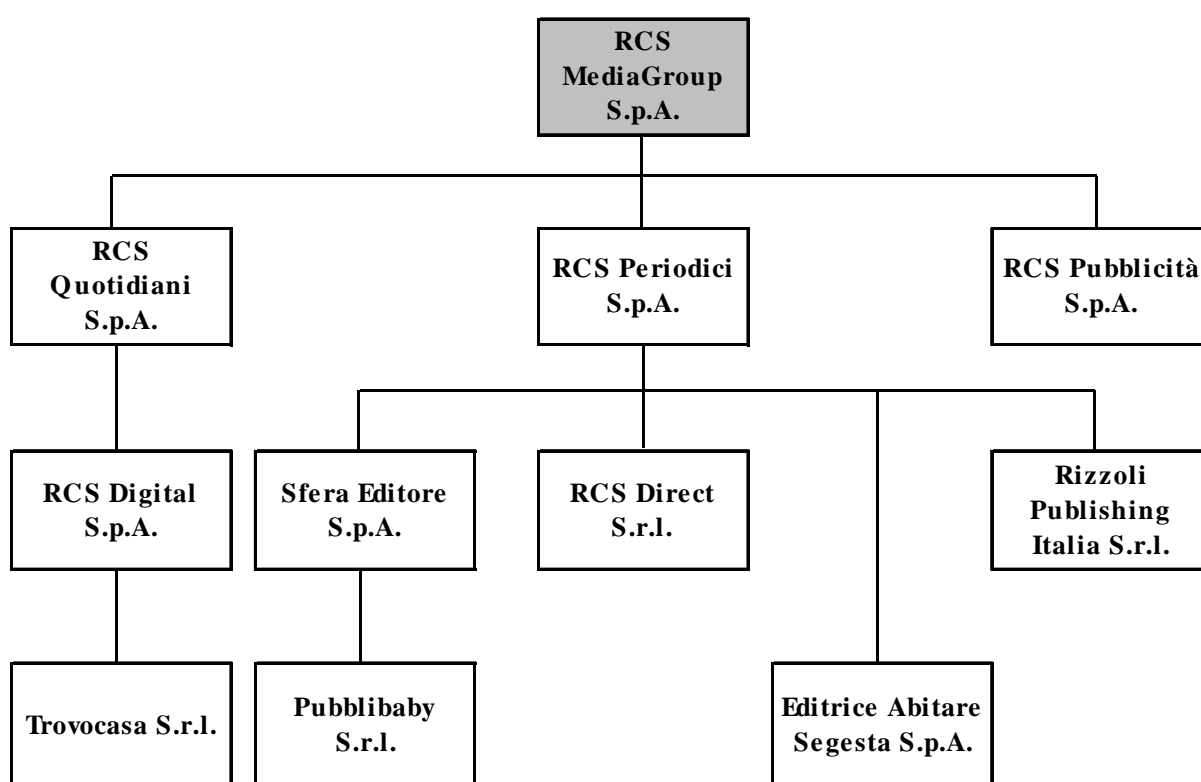 RCS
MediaGroup
S.p.A.
RCS
Quotidiani
S.p.A.
RCS Periodici
S.p.A.
RCS Pubblicità
S.p.A.
RCS Digital
S.p.A.
Sfera Editore
S.p.A.
RCS Direct
S.r.l.
Rizzoli
Publishing
Italia S.r.l.
Trovocasa S.r.l.
Pubblibaby
S.r.l.
Editrice Abitare
Segesta S.p.A.